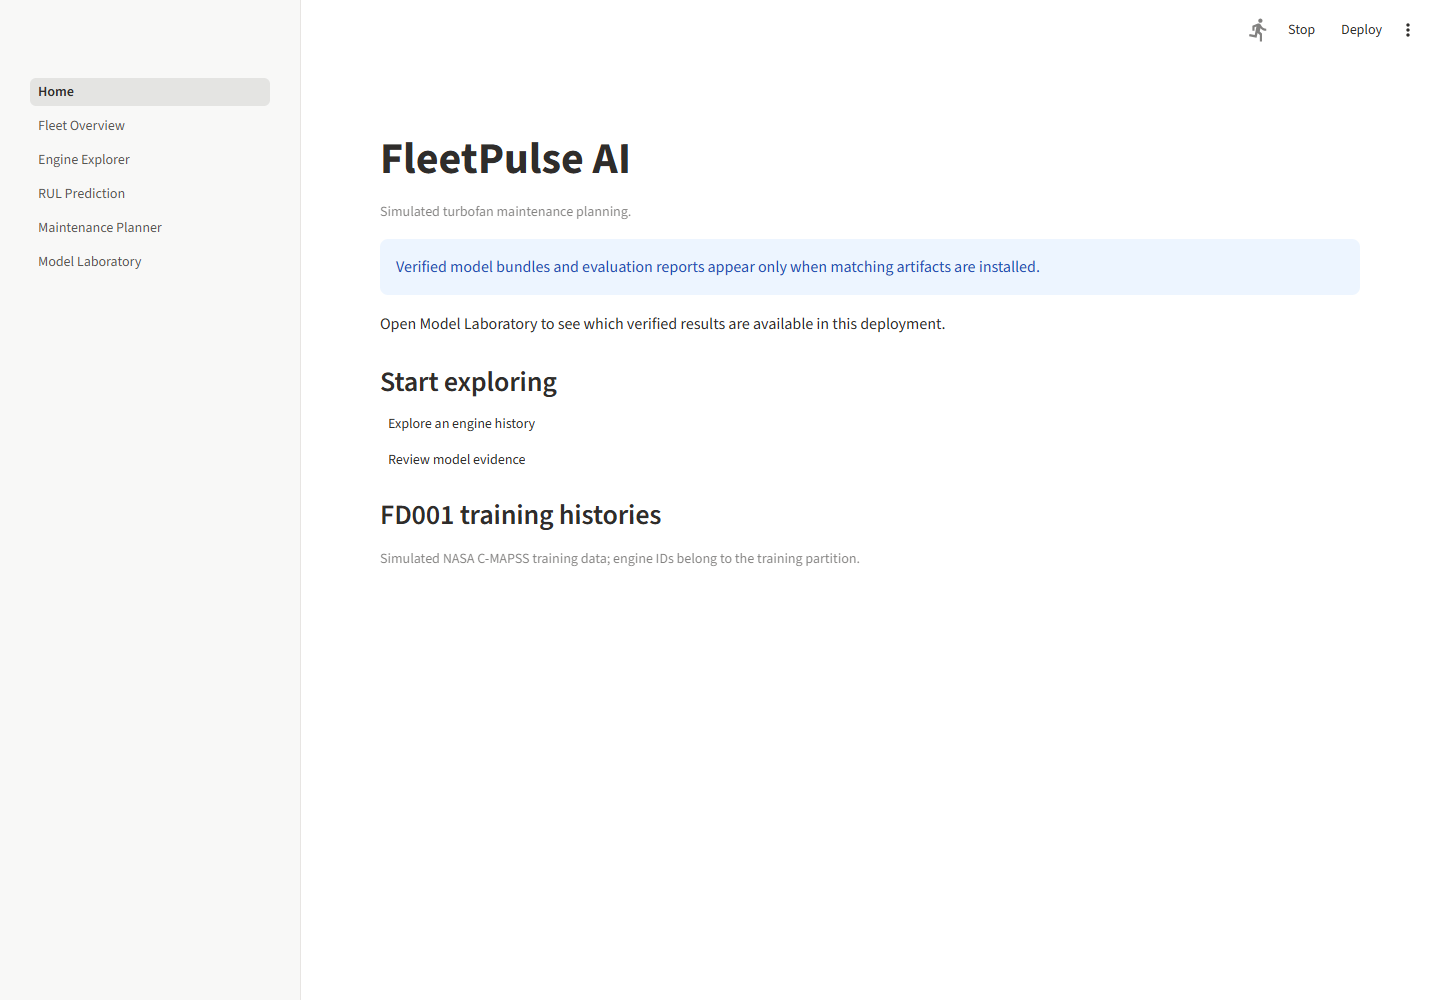 Stop
Deploy
Home
Fleet Overview
Engine Explorer
RUL Prediction
Maintenance Planner
Model Laboratory
FleetPulse AI
Simulated turbofan maintenance planning.
Verified model bundles and evaluation reports appear only when matching artifacts are installed.
Open Model Laboratory to see which verified results are available in this deployment.
Start exploring
Explore an engine history
Review model evidence
FD001 training histories
Simulated NASA C-MAPSS training data; engine IDs belong to the training partition.